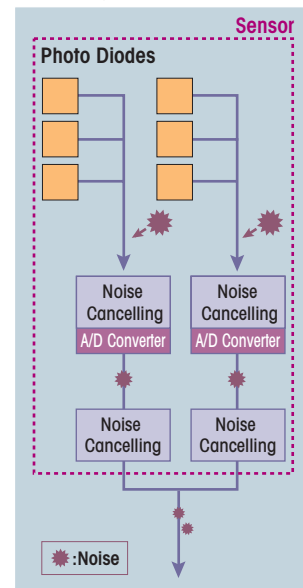 Sensor
Photo Diodes
Noise
Cancelling
A/D Converter
Noise
Cancelling
A/D Converter
Noise
Cancelling
Noise
Cancelling
:Noise